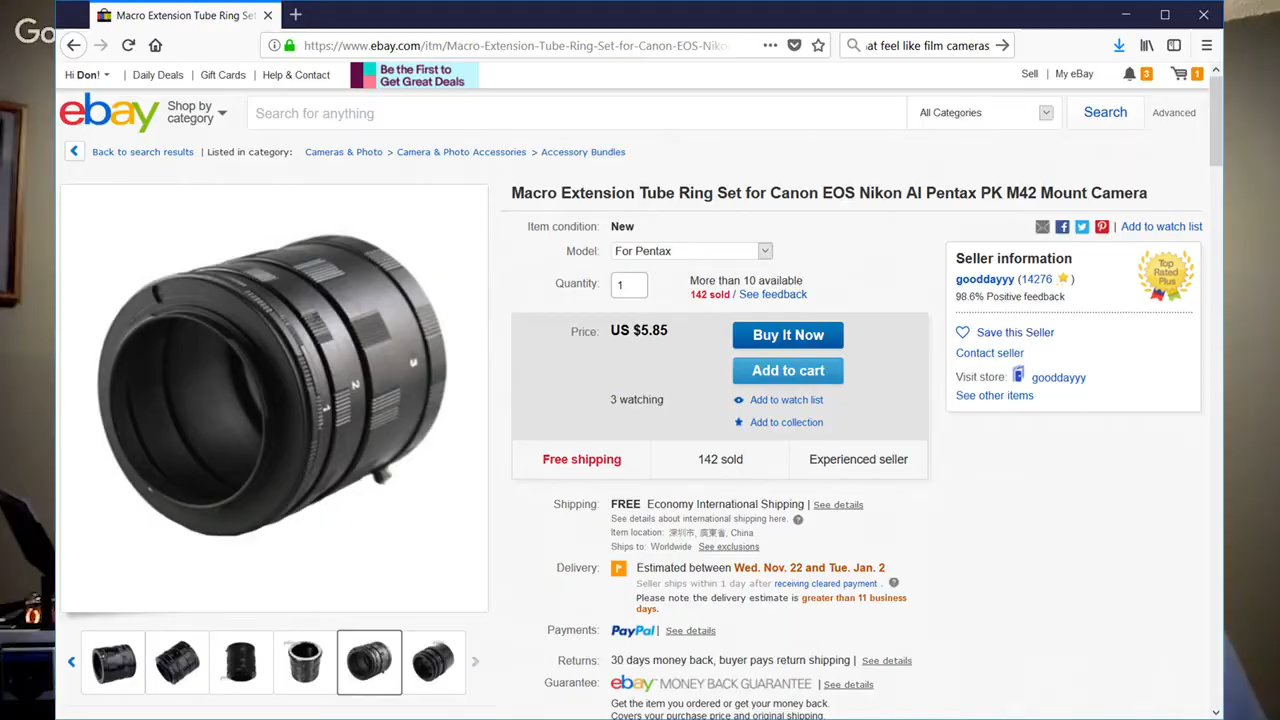 Go
Macro Extension Tube Ring Set
https://www.ebay.com/itm/Macro-Extension-Tube-Ring-Set-for-Canon-EOS-Niko
at feel like film cameras
Hi Don! | Daily Deals | Gift Cards | Help & Contact
Be the First to
Get Great Deals
Sell | My eBay 3 1
ebay
Shop by
category
Search for anything
All Categories
Search
Advanced
Back to search results | Listed in category: Cameras & Photo > Camera & Photo Accessories > Accessory Bundles
Macro Extension Tube Ring Set for Canon EOS Nikon AI Pentax PK M42 Mount Camera
Item condition: New
| Add to watch list
Model: For Pentax
Quantity: 1
More than 10 available
142 sold / See feedback
Price: US $5.85
Buy It Now
Add to cart
3 watching
Add to watch list
Add to collection
Free shipping
142 sold
Experienced seller
Seller information
gooddayyy (14276 )
98.6% Positive feedback
Top
Rated
Plus
Save this Seller
Contact seller
Visit store: gooddayyy
See other items
1 2 3
Shipping: FREE Economy International Shipping | See details
See details about international shipping here.
Item location: 深圳市, 廣東省, China
Ships to: Worldwide See exclusions
Delivery: Estimated between Wed. Nov. 22 and Tue. Jan. 2
Seller ships within 1 day after receiving cleared payment .
Please note the delivery estimate is greater than 11 business
days.
Payments: PayPal | See details
Returns: 30 days money back, buyer pays return shipping | See details
Guarantee: ebay MONEY BACK GUARANTEE | See details
Get the item you ordered or get your money back.
Covers your purchase price and original shipping.